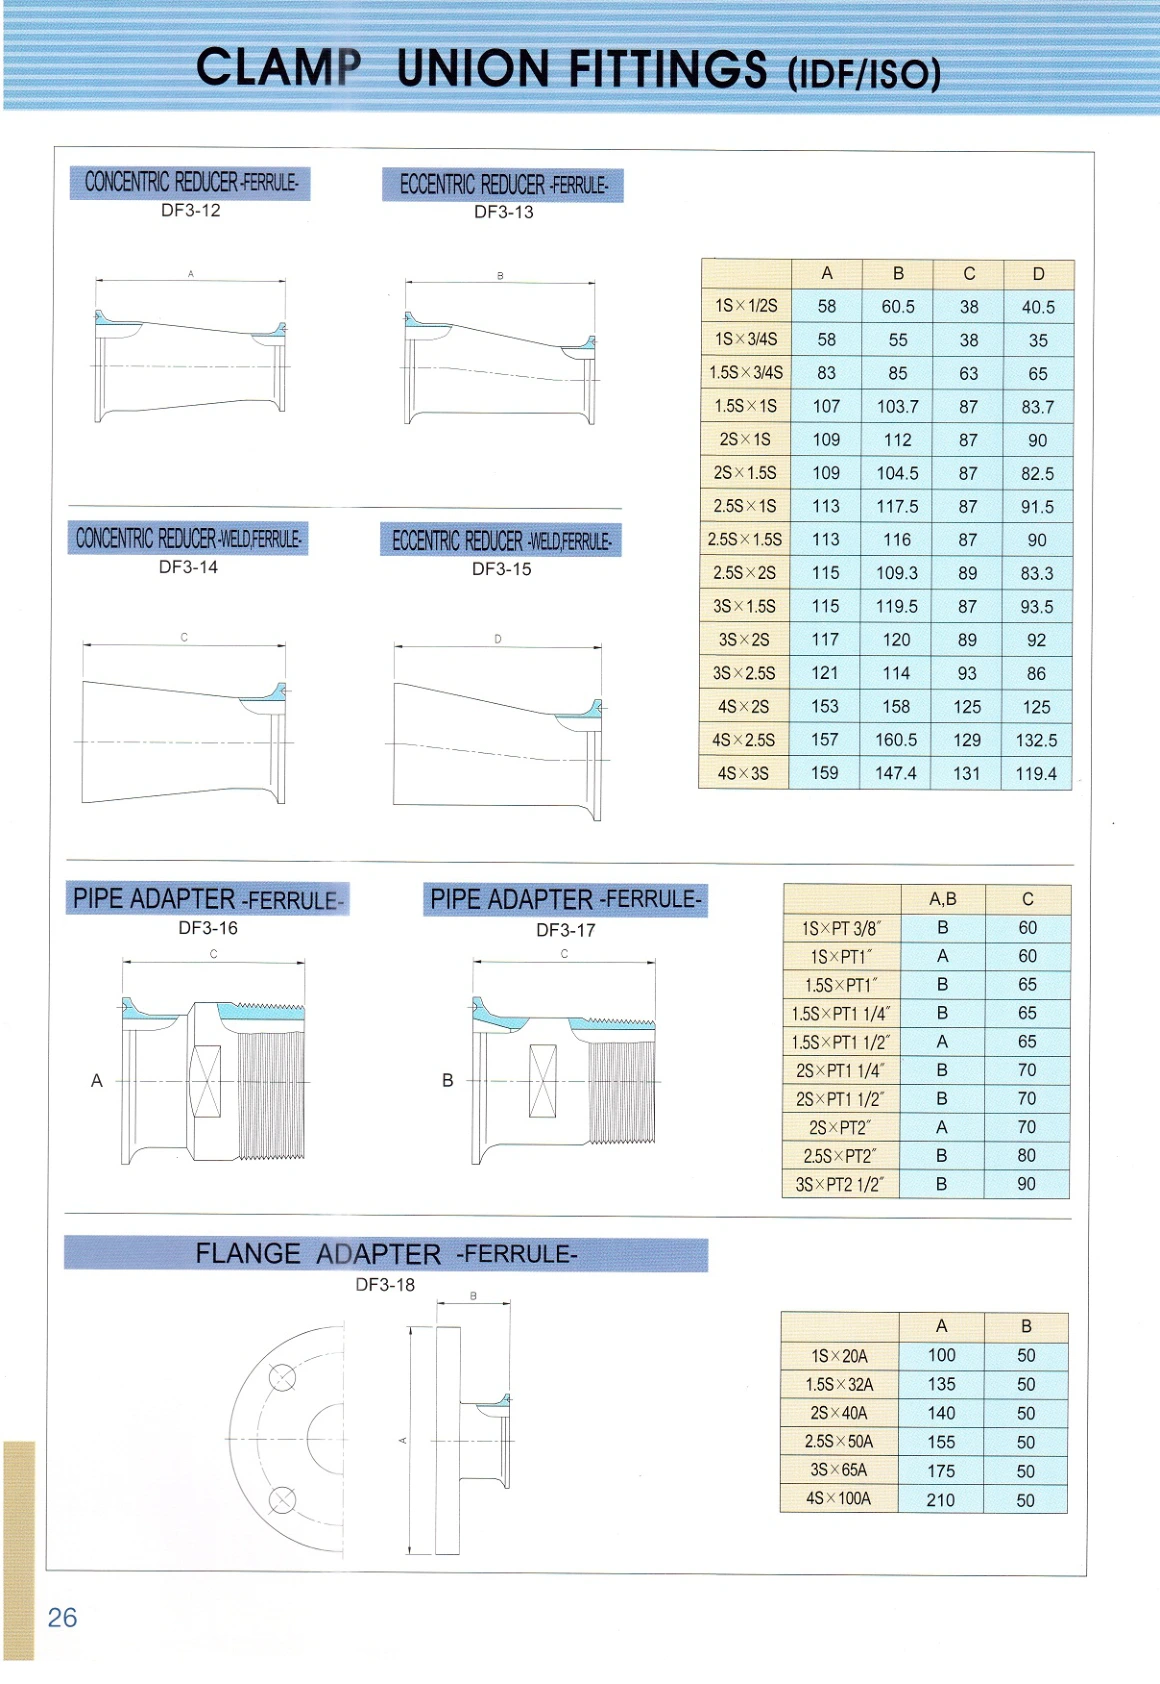 CLAMP UNION FITTINGS (IDF/ISO)
CONCENTRIC REDUCER -FERRULE-
DF3-12
ECCENTRIC REDUCER -FERRULE-
DF3-13
A
B
A B C D
1S×1/2S 58 60.5 38 40.5
1S×3/4S 58 55 38 35
1.5S×3/4S 83 85 63 65
1.5S×1S 107 103.7 87 83.7
2S×1S 109 112 87 90
2S×1.5S 109 104.5 87 82.5
2.5S×1S 113 117.5 87 91.5
2.5S×1.5S 113 116 87 90
2.5S×2S 115 109.3 89 83.3
3S×1.5S 115 119.5 87 93.5
3S×2S 117 120 89 92
3S×2.5S 121 114 93 86
4S×2S 153 158 125 125
4S×2.5S 157 160.5 129 132.5
4S×3S 159 147.4 131 119.4
CONCENTRIC REDUCER -WELD,FERRULE-
DF3-14
ECCENTRIC REDUCER -WELD,FERRULE-
DF3-15
C
D
PIPE ADAPTER -FERRULE-
DF3-16
PIPE ADAPTER -FERRULE-
DF3-17
C
C
A
B
A,B C
1S×PT 3/8″ B 60
1S×PT1″ A 60
1.5S×PT1″ B 65
1.5S×PT1 1/4″ B 65
1.5S×PT1 1/2″ A 65
2S×PT1 1/4″ B 70
2S×PT1 1/2″ B 70
2S×PT2″ A 70
2.5S×PT2″ B 80
3S×PT2 1/2″ B 90
FLANGE ADAPTER -FERRULE-
DF3-18
B
A
A B
1S×20A 100 50
1.5S×32A 135 50
2S×40A 140 50
2.5S×50A 155 50
3S×65A 175 50
4S×100A 210 50
26